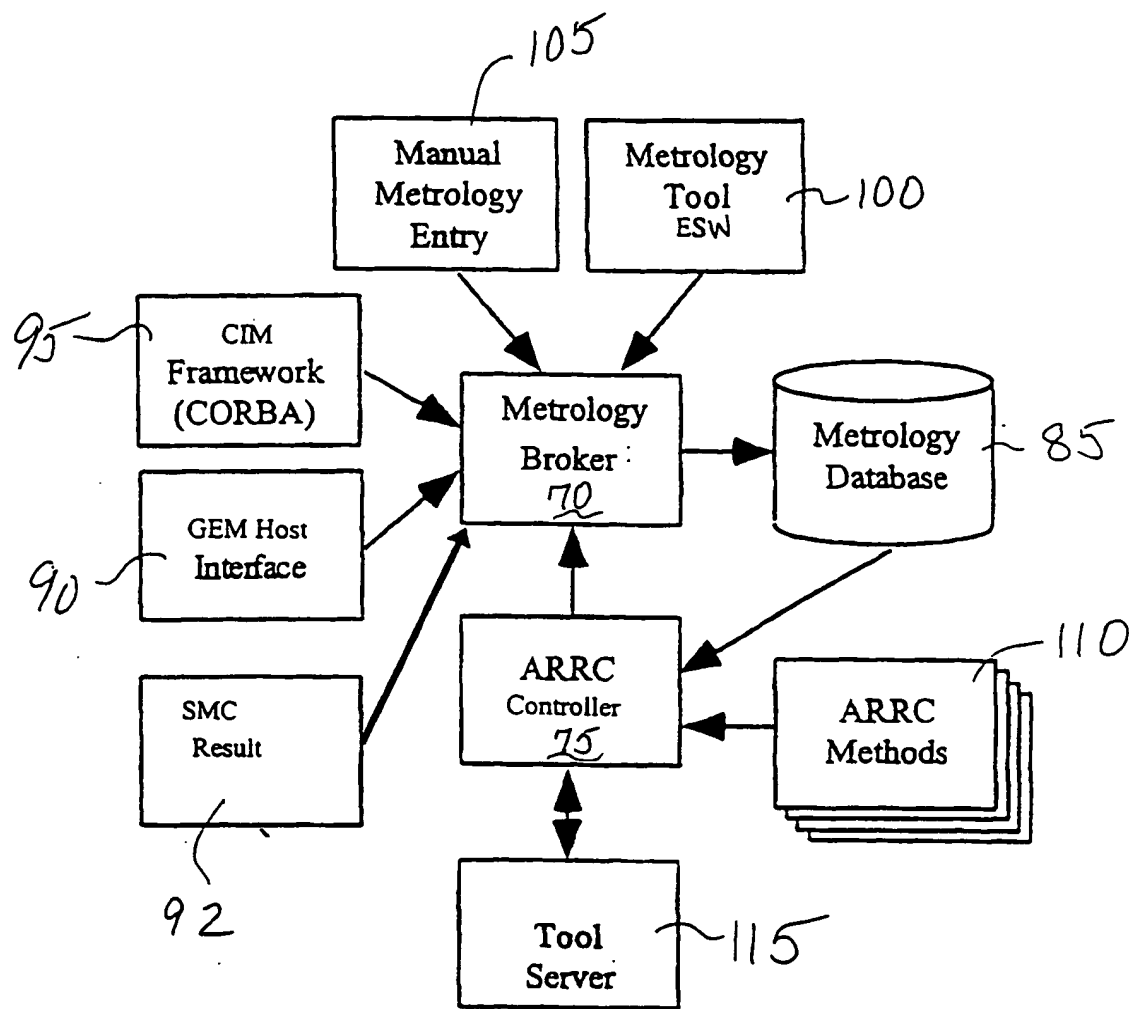 105
Manual
Metrology
Entry
Metrology
Tool
ESW
100
95
CIM
Framework
(CORBA)
Metrology
Broker
70
Metrology
Database
85
GEM Host
Interface
90
ARRC
Controller
75
110
ARRC
Methods
SMC
Result
92
Tool
Server
115